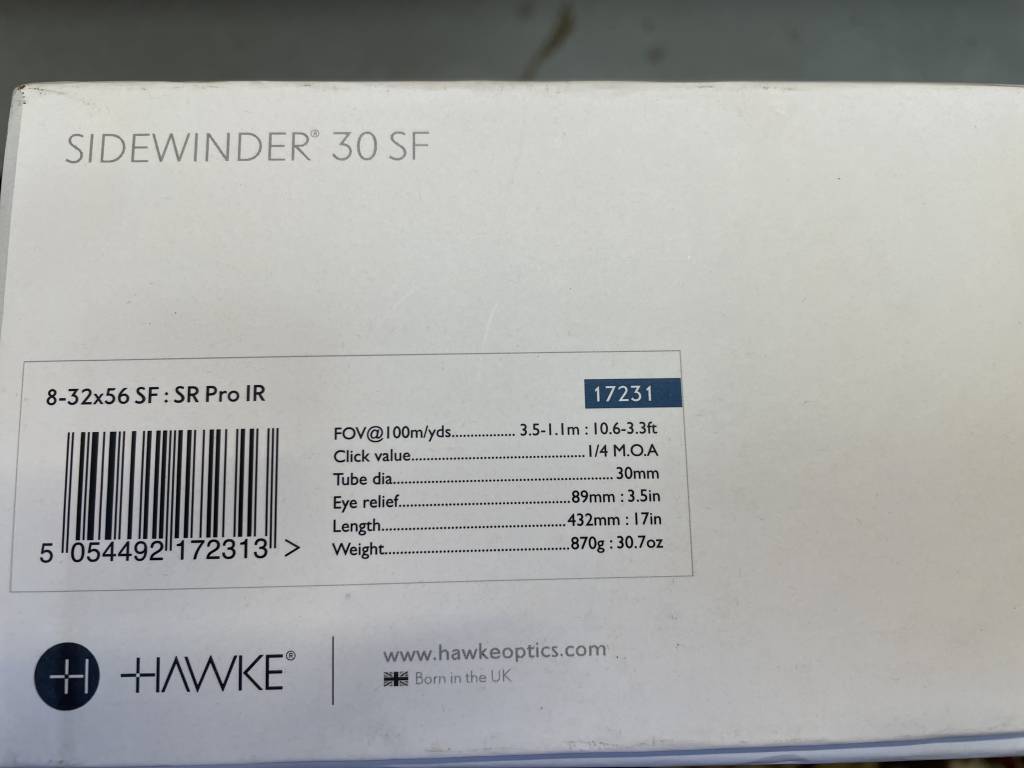 SIDEWINDER® 30 SF
8-32x56 SF : SR Pro IR
17231
FOV@100m/yds................ 3.5-1.1m : 10.6-3.3ft
Click value............................................1/4 M.O.A
Tube dia........................................................ 30mm
Eye relief...........................................89mm : 3.5in
Length..............................................432mm : 17in
Weight..............................................870g : 30.7oz
5 054492 172313 >
HAWKE®
www.hawkeoptics.com
Born in the UK